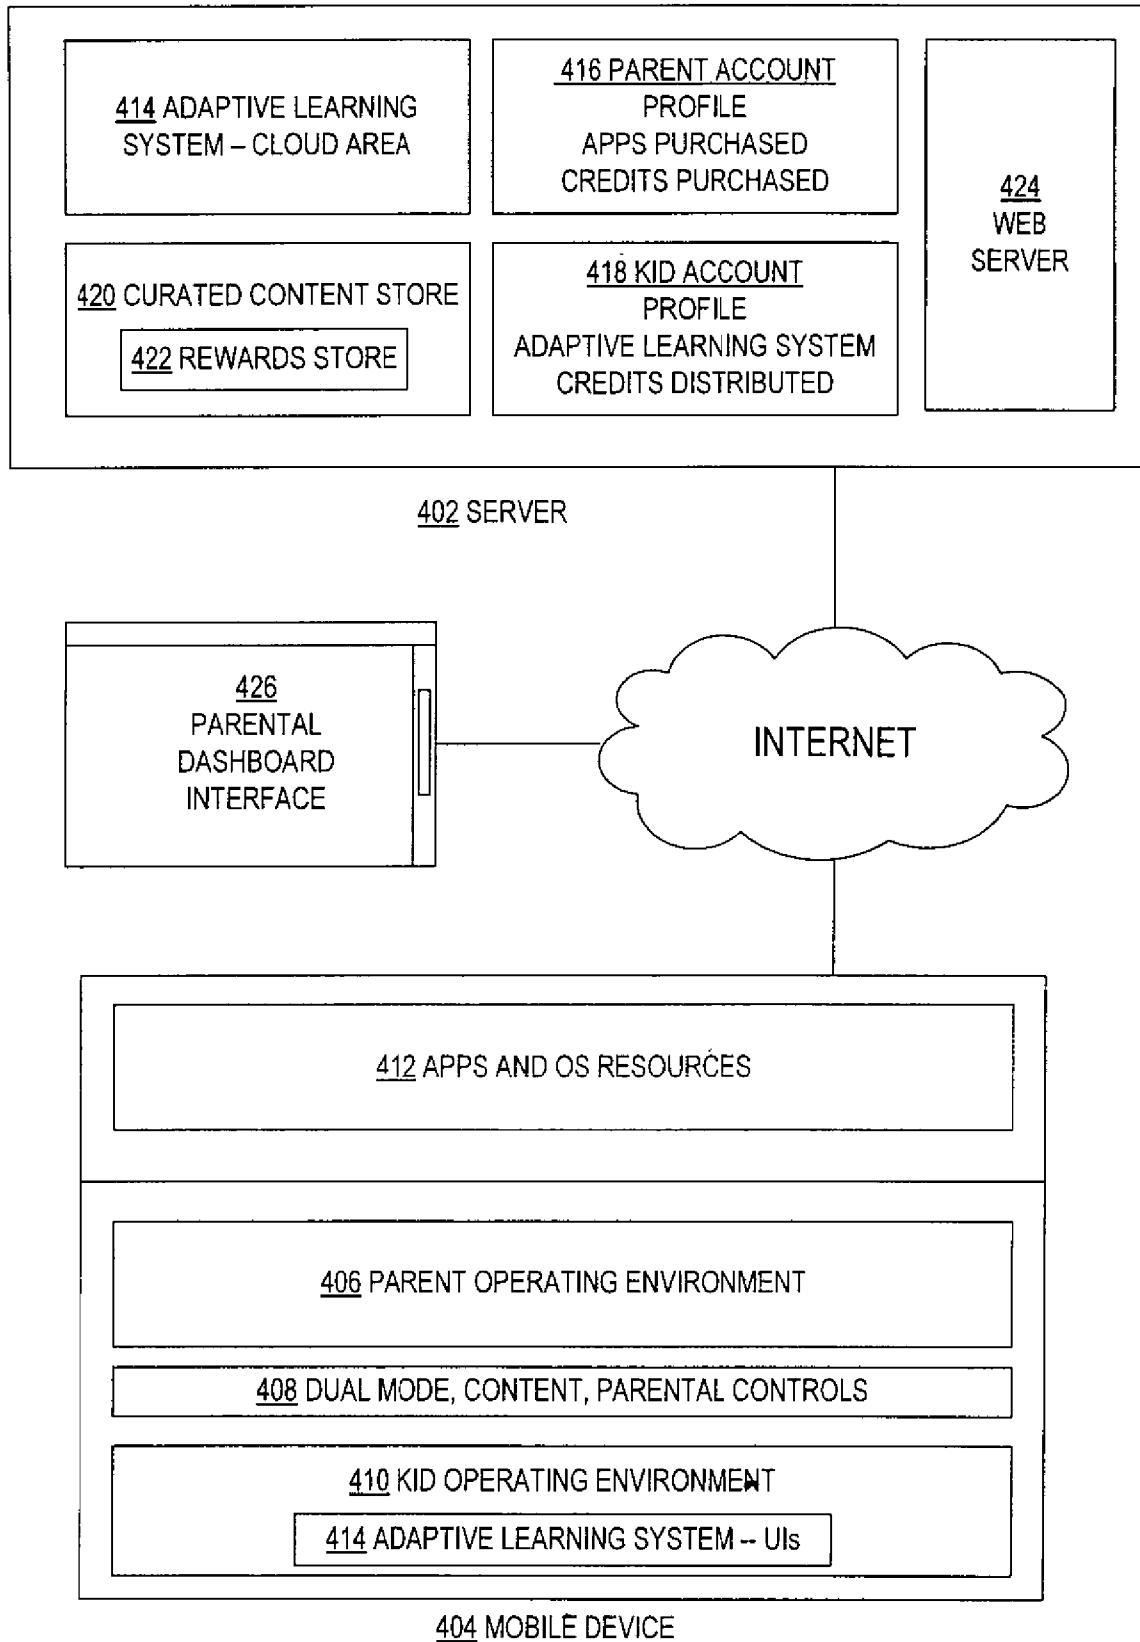 414 ADAPTIVE LEARNING
SYSTEM – CLOUD AREA
416 PARENT ACCOUNT
PROFILE
APPS PURCHASED
CREDITS PURCHASED
424
WEB
SERVER
420 CURATED CONTENT STORE
422 REWARDS STORE
418 KID ACCOUNT
PROFILE
ADAPTIVE LEARNING SYSTEM
CREDITS DISTRIBUTED
402 SERVER
426
PARENTAL
DASHBOARD
INTERFACE
INTERNET
412 APPS AND OS RESOURCES
406 PARENT OPERATING ENVIRONMENT
408 DUAL MODE, CONTENT, PARENTAL CONTROLS
410 KID OPERATING ENVIRONMENT
414 ADAPTIVE LEARNING SYSTEM -- UIs
404 MOBILE DEVICE